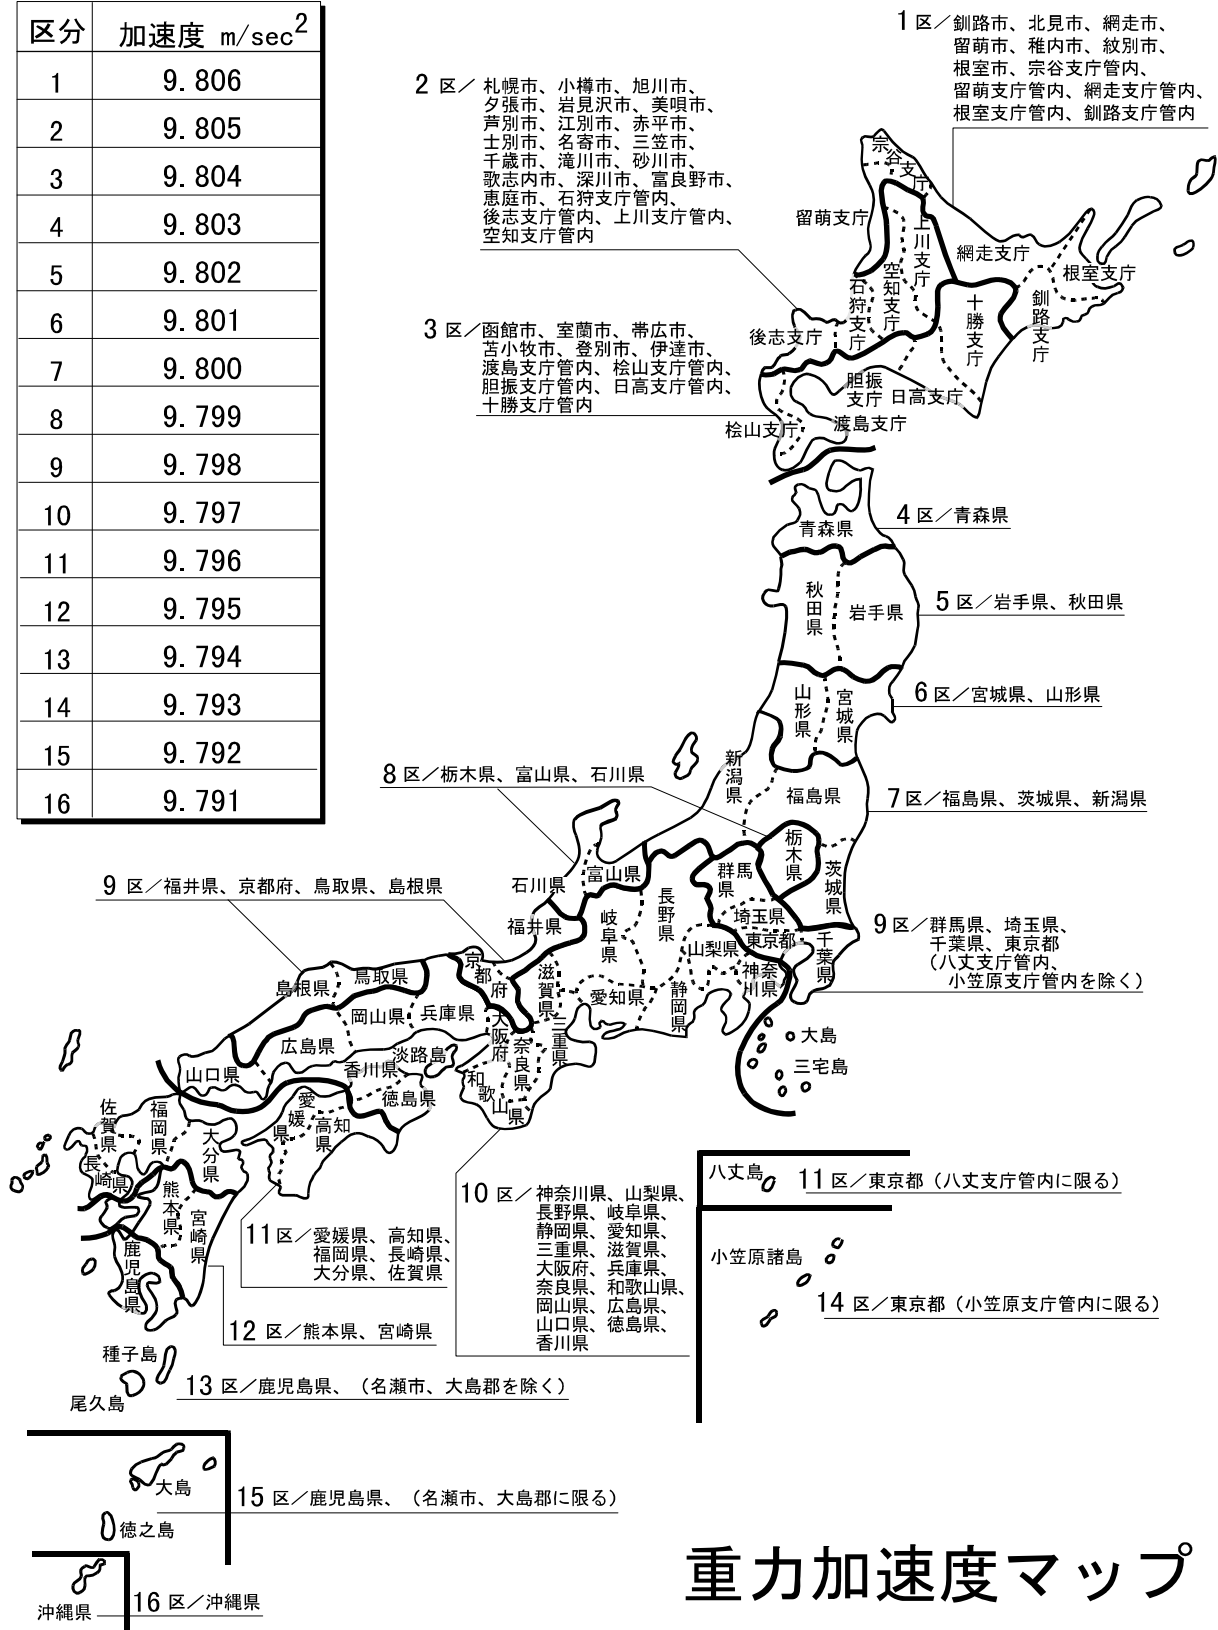 区分 加速度 m/sec2
1 9.806
2 9.805
3 9.804
4 9.803
5 9.802
6 9.801
7 9.800
8 9.799
9 9.798
10 9.797
11 9.796
12 9.795
13 9.794
14 9.793
15 9.792
16 9.791
1区／釧路市、北見市、網走市、
留萌市、稚内市、紋別市、
根室市、宗谷支庁管内、
留萌支庁管内、網走支庁管内、
根室支庁管内、釧路支庁管内
2 区／札幌市、小樽市、旭川市、
夕張市、岩見沢市、美唄市、
芦別市、江別市、赤平市、
士別市、名寄市、三笠市、
千歳市、滝川市、砂川市、
歌志内市、深川市、富良野市、
恵庭市、石狩支庁管内、
後志支庁管内、上川支庁管内、
空知支庁管内
3 区／函館市、室蘭市、帯広市、
苫小牧市、登別市、伊達市、
渡島支庁管内、桧山支庁管内、
胆振支庁管内、日高支庁管内、
十勝支庁管内
宗谷支庁
留萌支庁
上川支庁
網走支庁
根室支庁
空知支庁
石狩支庁
釧路支庁
十勝支庁
後志支庁
胆振
支庁
日高支庁
渡島支庁
桧山支庁
青森県
4 区／青森県
秋田県
岩手県
5 区／岩手県、秋田県
山形県
宮城県
6 区／宮城県、山形県
新潟県
福島県
7 区／福島県、茨城県、新潟県
8 区／栃木県、富山県、石川県
栃木県
茨城県
群馬
県
富山県
石川県
長野県
岐阜県
埼玉県
東京都
千葉県
山梨県
神奈
川県
9 区／福井県、京都府、鳥取県、島根県
福井県
9 区／群馬県、埼玉県、
千葉県、東京都
（八丈支庁管内、
小笠原支庁管内を除く）
京都府
滋賀県
愛知県
静岡県
鳥取県
島根県
岡山県
兵庫県
大阪府
奈良県
三重県
広島県
山口県
淡路島
香川県
徳島県
和歌山県
愛媛県
高知
県
大島
三宅島
佐賀県
福岡県
大分県
長崎県
熊本県
宮崎県
鹿児島県
八丈島
11 区／東京都（八丈支庁管内に限る）
10 区／神奈川県、山梨県、
長野県、岐阜県、
静岡県、愛知県、
三重県、滋賀県、
大阪府、兵庫県、
奈良県、和歌山県、
岡山県、広島県、
山口県、徳島県、
香川県
11区／愛媛県、高知県、
福岡県、長崎県、
大分県、佐賀県
小笠原諸島
14 区／東京都（小笠原支庁管内に限る）
12 区／熊本県、宮崎県
種子島
尾久島
13 区／鹿児島県、（名瀬市、大島郡を除く）
大島
15 区／鹿児島県、（名瀬市、大島郡に限る）
徳之島
沖縄県
16 区／沖縄県
重力加速度マップ